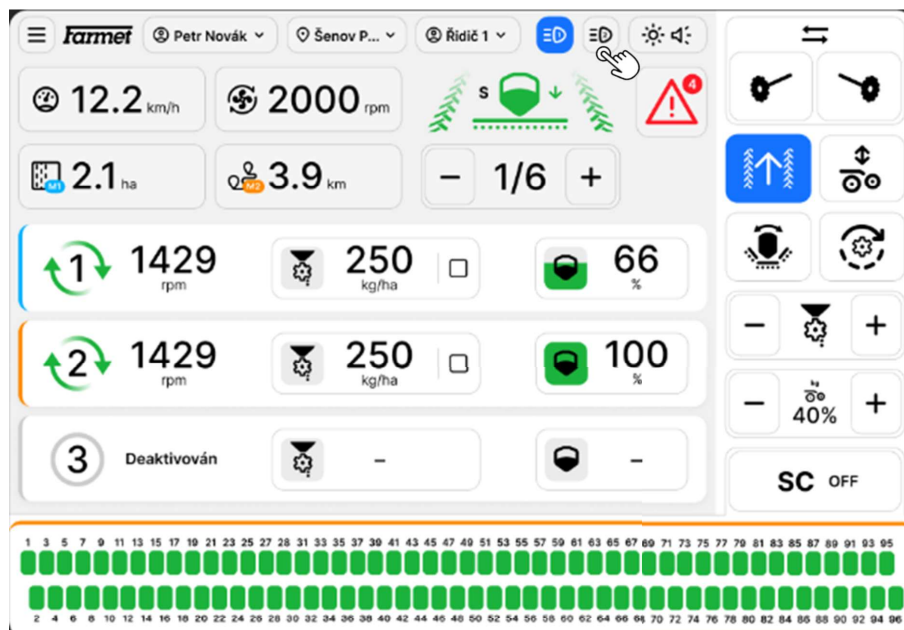 Farmet Petr Novák Šenov P... Řidič 1
12.2 km/h 2000 rpm S 4
M1 2.1 ha M2 3.9 km − 1/6 +
1 1429 rpm 250 kg/ha 66 %
2 1429 rpm 250 kg/ha 100 %
3 Deaktivován – –
− +
− kg 40% +
SC OFF
1 3 5 7 9 11 13 15 17 19 21 23 25 27 28 31 33 35 37 39 41 43 45 47 49 51 53 55 57 59 61 63 65 67 69 71 73 75 77 79 81 83 85 87 89 91 93 95
2 4 6 8 10 12 14 16 18 20 22 24 26 28 30 32 34 36 38 40 42 44 46 48 50 52 54 56 58 60 62 64 66 68 70 72 74 76 78 80 82 84 86 88 90 92 94 96